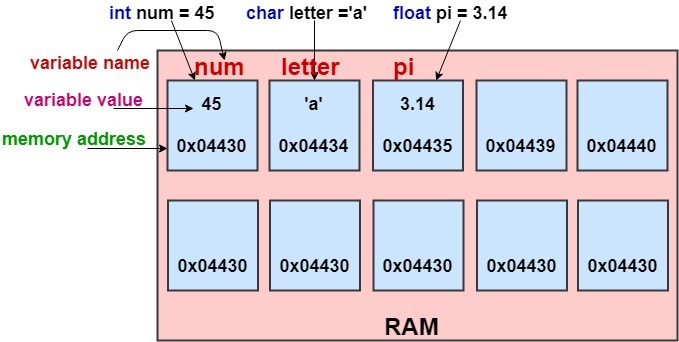 int num = 45 char letter ='a' float pi = 3.14
variable name
num letter pi
variable value 45 'a' 3.14
memory address 0x04430 0x04434 0x04435 0x04439 0x04440
0x04430 0x04430 0x04430 0x04430 0x04430
RAM